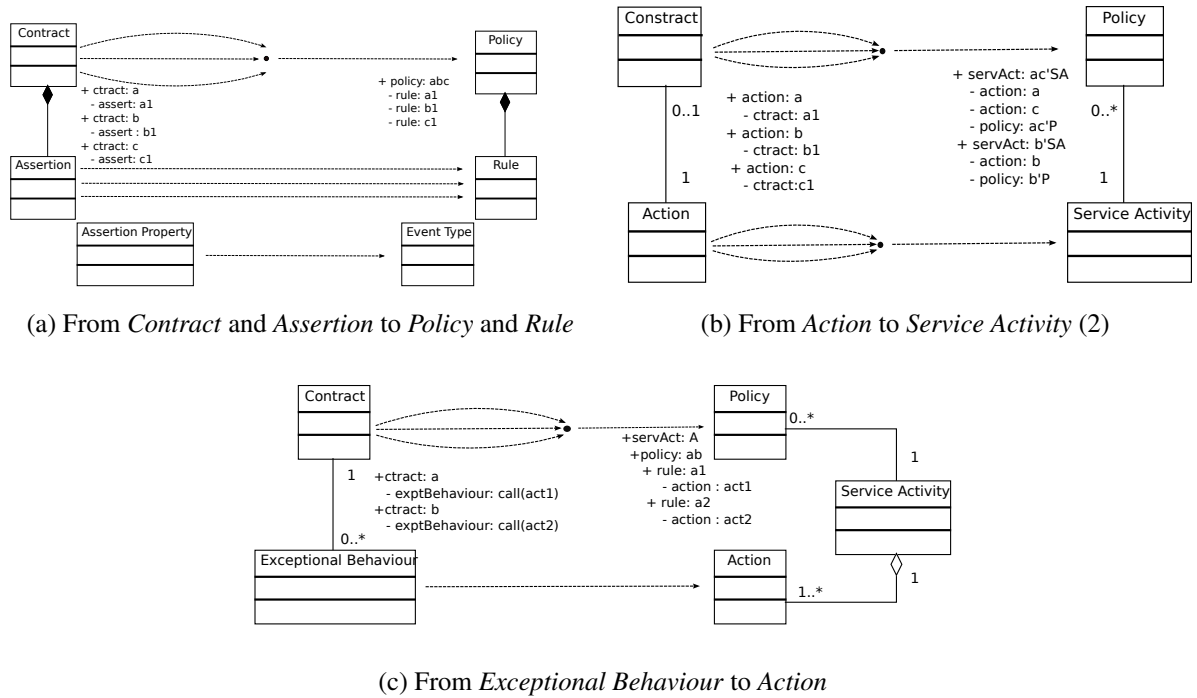 Contract
Policy
+ ctract: a
- assert: a1
+ ctract: b
- assert : b1
+ ctract: c
- assert: c1
+ policy: abc
- rule: a1
- rule: b1
- rule: c1
Assertion
Rule
Assertion Property
Event Type
(a) From Contract and Assertion to Policy and Rule
Constract
Policy
0..1
+ action: a
- ctract: a1
+ action: b
- ctract: b1
+ action: c
- ctract:c1
+ servAct: ac'SA
- action: a
- action: c
- policy: ac'P
+ servAct: b'SA
- action: b
- policy: b'P
0..*
1
1
Action
Service Activity
(b) From Action to Service Activity (2)
Contract
Policy
0..*
1
+ctract: a
- exptBehaviour: call(act1)
+ctract: b
- exptBehaviour: call(act2)
+servAct: A
+policy: ab
+ rule: a1
- action : act1
+ rule: a2
- action : act2
1
Service Activity
0..*
Exceptional Behaviour
Action
1
1..*
(c) From Exceptional Behaviour to Action